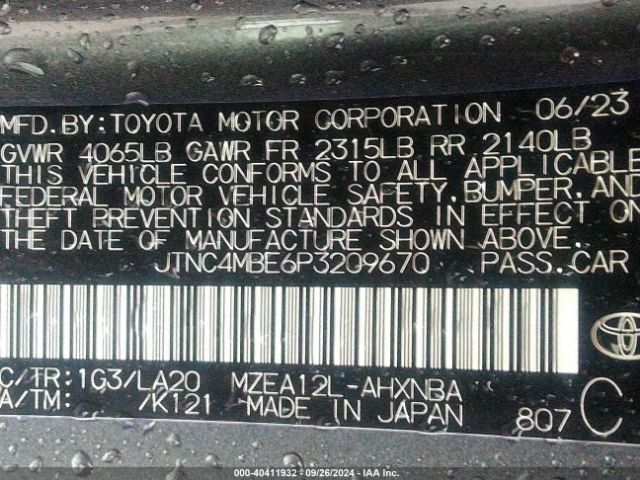 MFD. BY: TOYOTA MOTOR CORPORATION 06/23
GVWR 4065LB GAWR FR 2315LB RR 2140LB
THIS VEHICLE CONFORMS TO ALL APPLICABLE
FEDERAL MOTOR VEHICLE SAFETY, BUMPER, AND
THEFT PREVENTION STANDARDS IN EFFECT ON
THE DATE OF MANUFACTURE SHOWN ABOVE.
JTNC4MBE6P3209670 PASS. CAR
C/TR: 1G3/LA20 MZEA12L-AHXNBA C
A/TM: /K121 MADE IN JAPAN 807
000-40411932 - 09/26/2024 - IAA Inc.